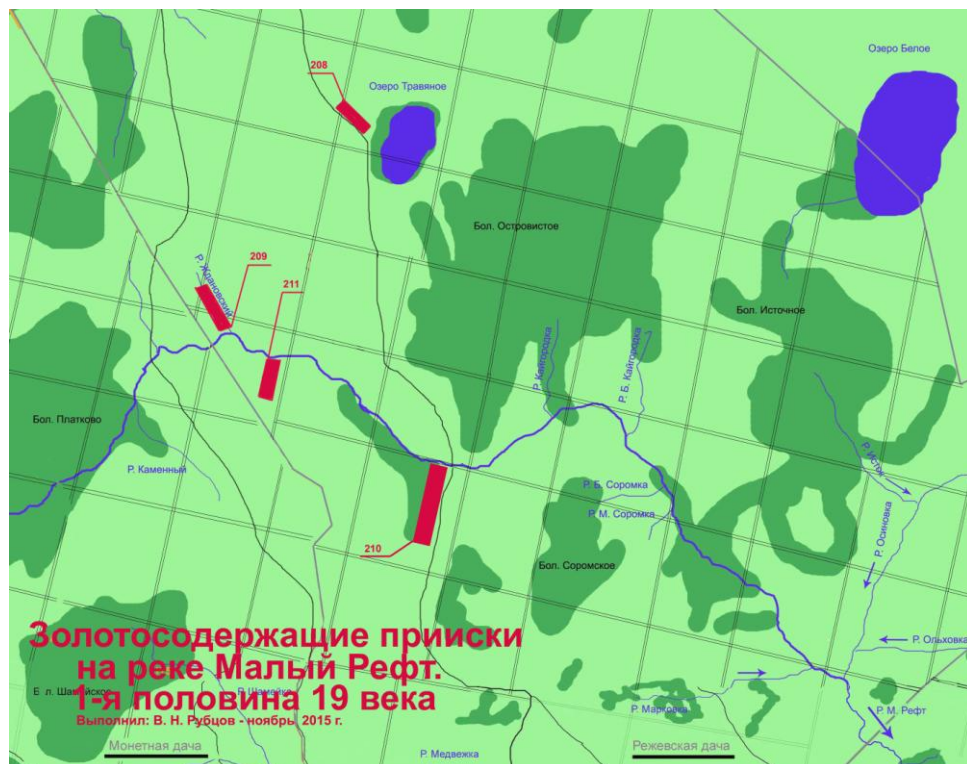 Озеро Белое
208
Озеро Травяное
Бол. Островистое
Р. Ждановский
209
211
Бол. Источное
Р. Кайгородка
Р. Б. Кайгородка
Бол. Платково
Р. Каменный
Р. Исток
Р. Б. Соромка
Р. М. Соромка
Р. Осиновка
210
Бол. Соромское
Золотосодержащие прииски
на реке Малый Рефт.
1-я половина 19 века
Выполнил: В. Н. Рубцов - ноябрь, 2015 г.
Р. Ольховка
Р. Шамейка
Р. Марковка
Р. М. Рефт
Монетная дача
Р. Медвежка
Режевская дача